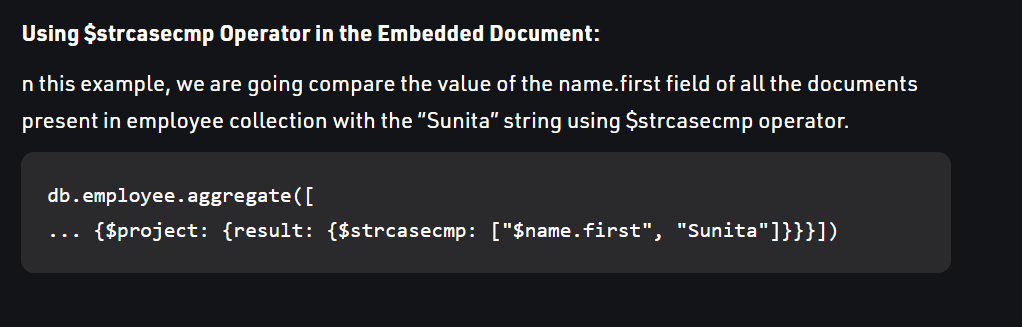 Using $strcasecmp Operator in the Embedded Document:
n this example, we are going compare the value of the name.first field of all the documents
present in employee collection with the “Sunita” string using $strcasecmp operator.
db.employee.aggregate([
... {$project: {result: {$strcasecmp: ["$name.first", "Sunita"]}}}])